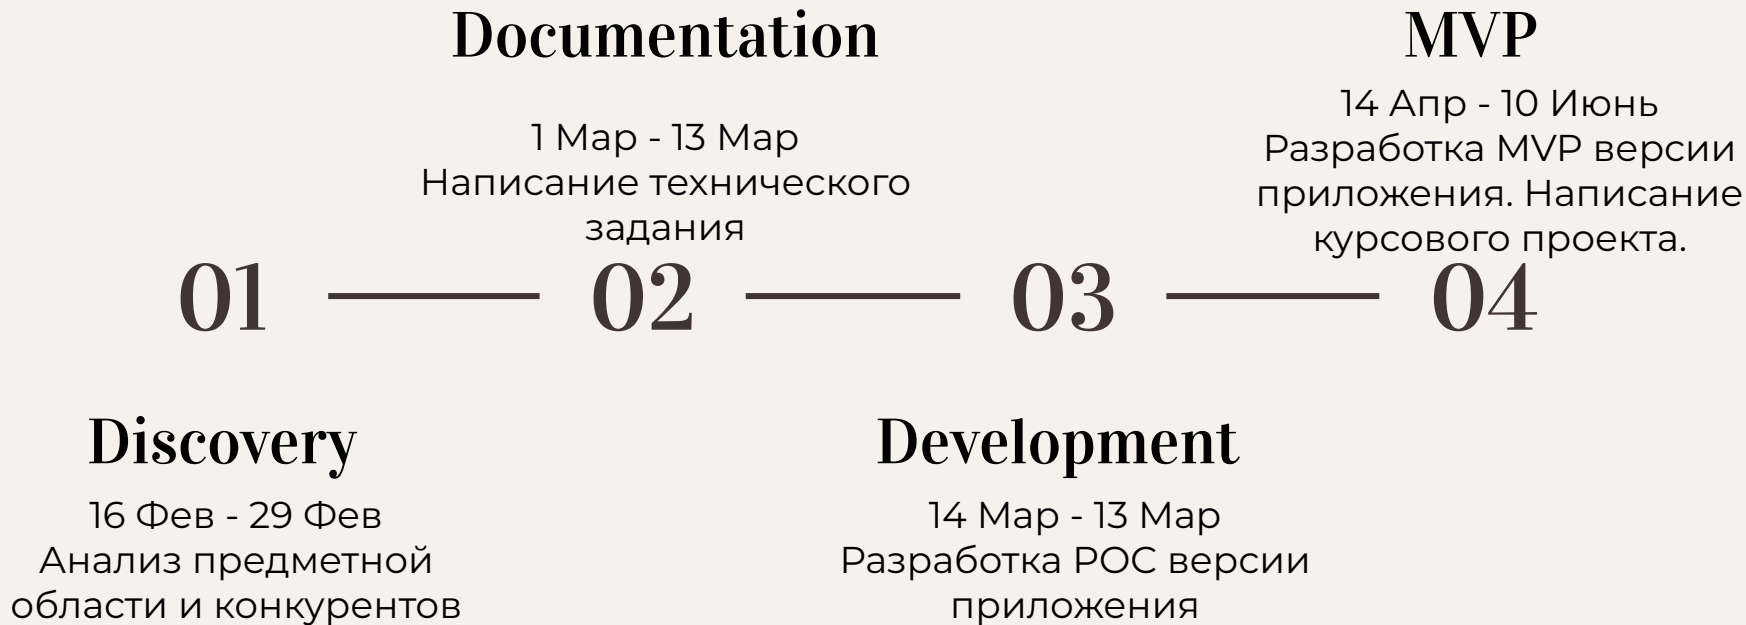 Documentation
1 Мар - 13 Мар
Написание технического
задания
MVP
14 Апр - 10 Июнь
Разработка MVP версии
приложения. Написание
курсового проекта.
01
02
03
04
Discovery
16 Фев - 29 Фев
Анализ предметной
области и конкурентов
Development
14 Мар - 13 Мар
Разработка POC версии
приложения